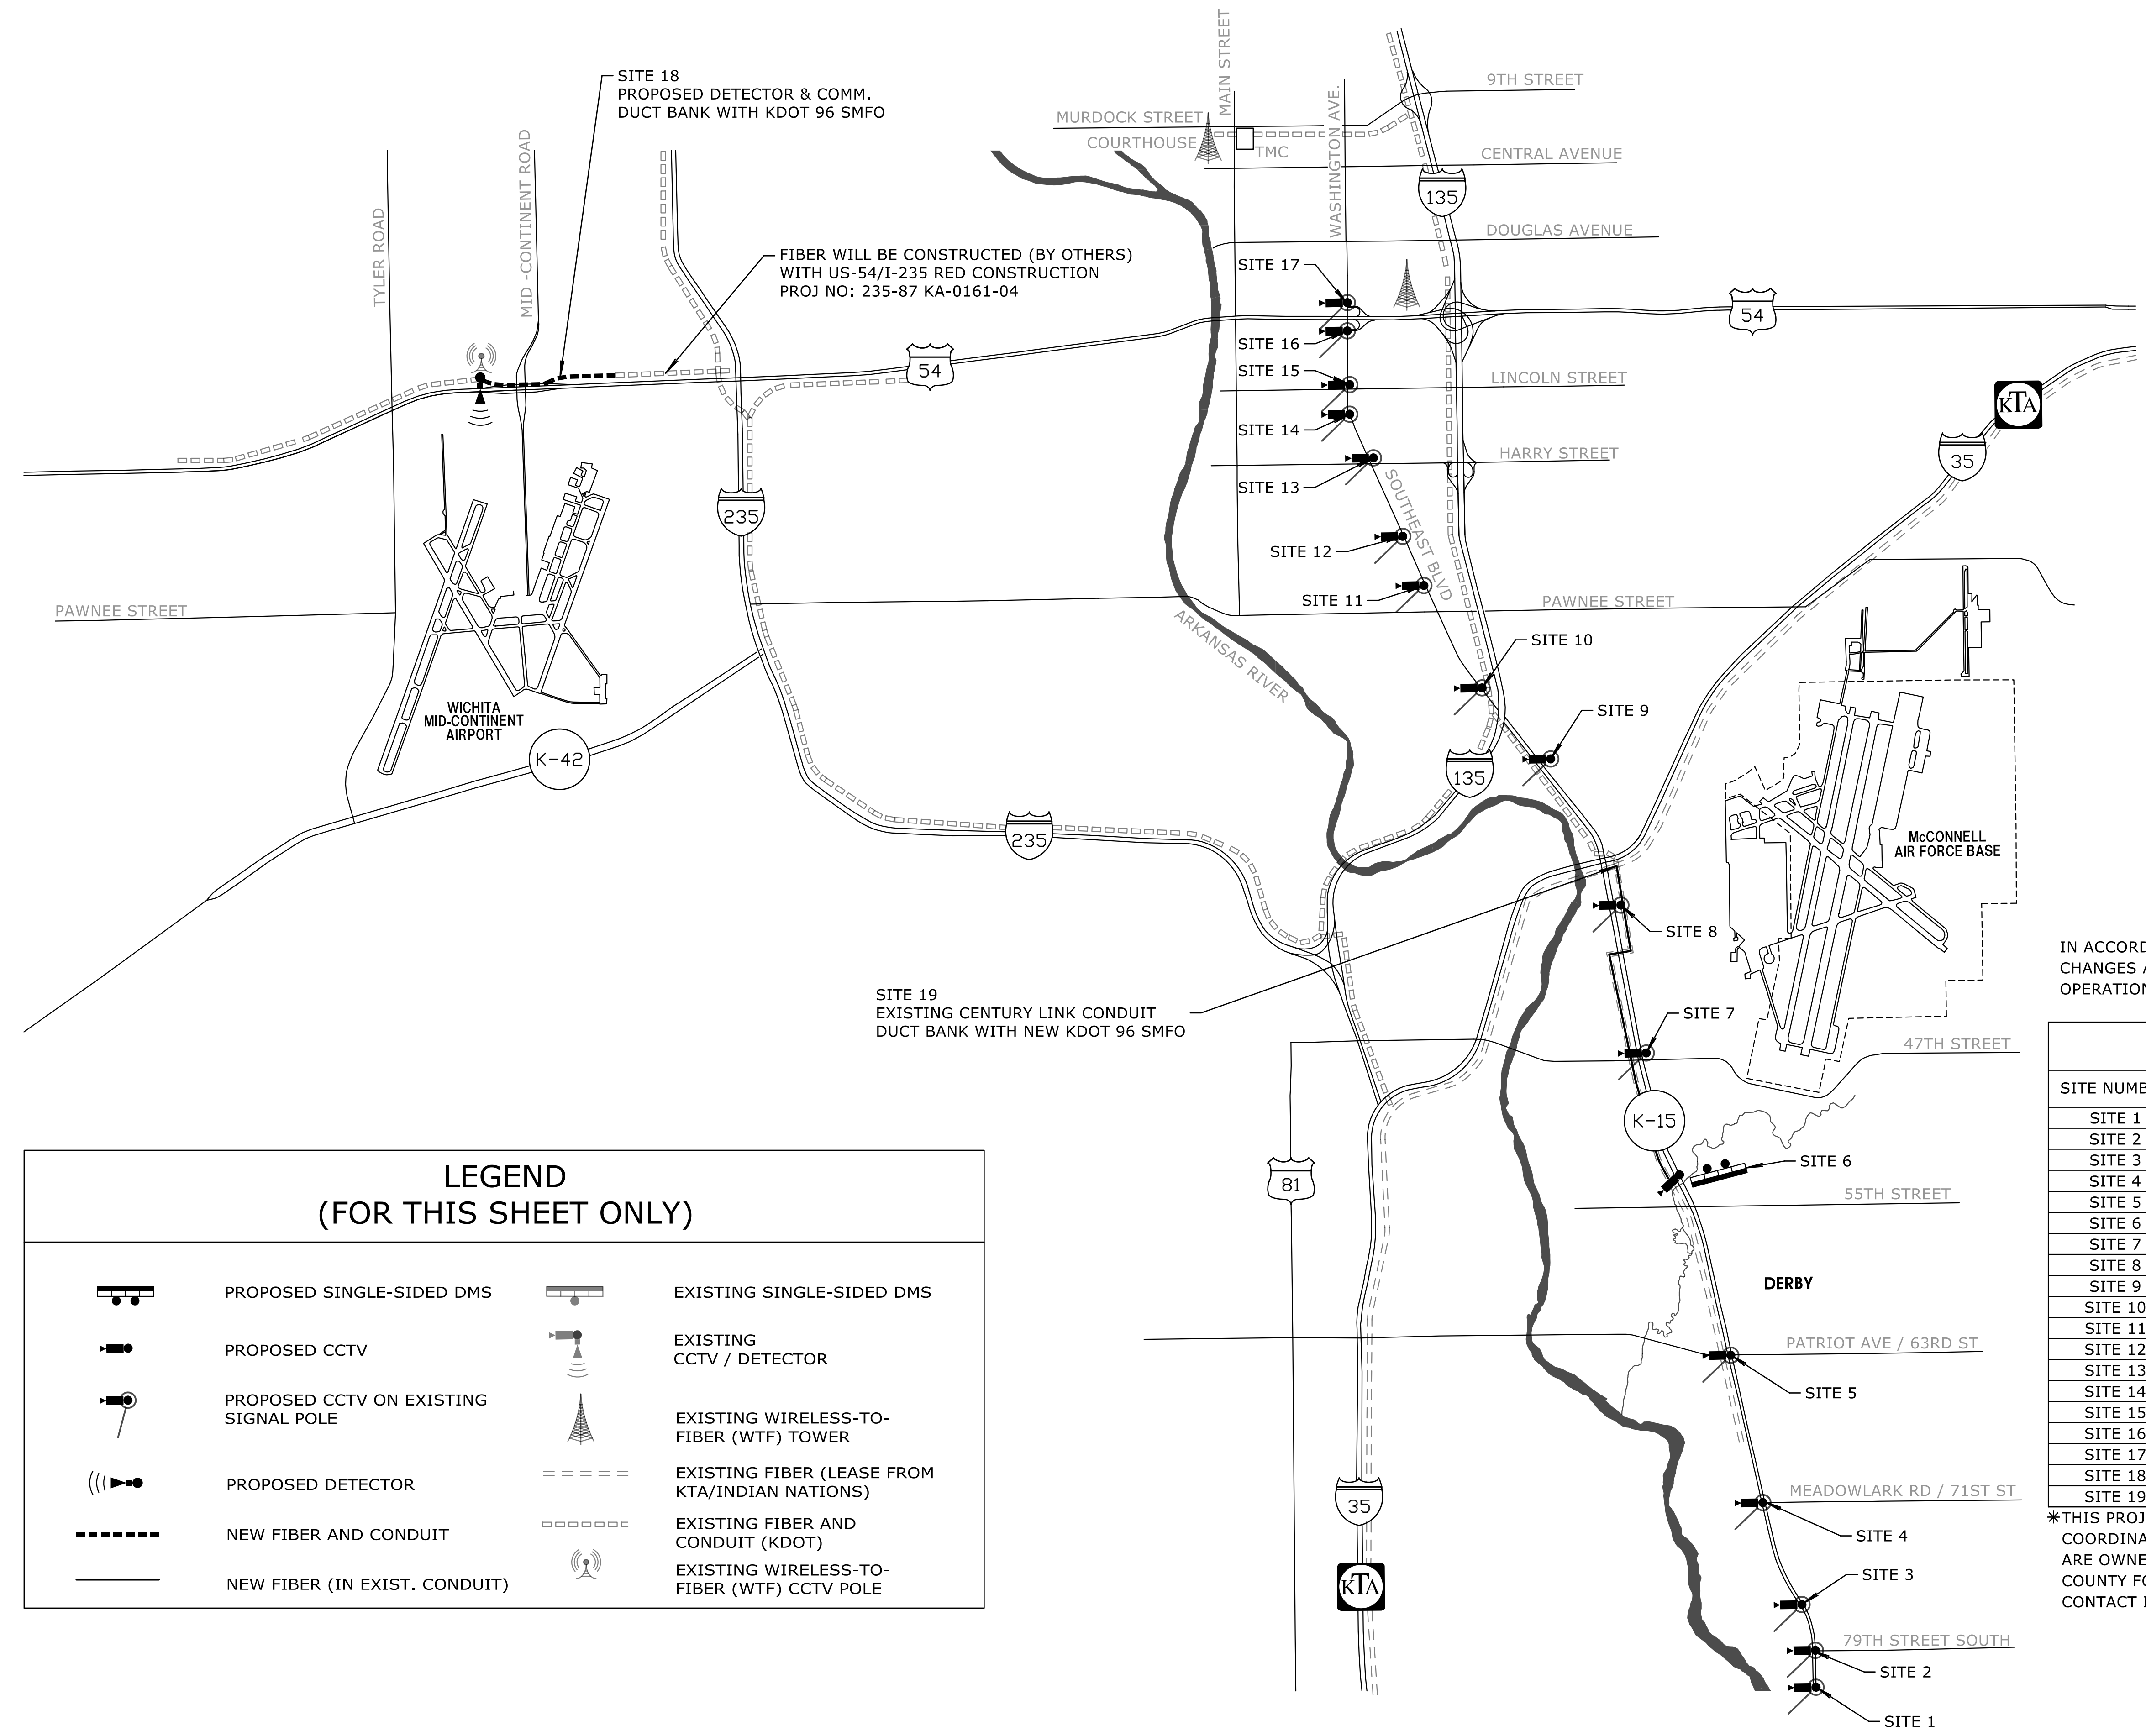 SITE 18
PROPOSED DETECTOR & COMM.
DUCT BANK WITH KDOT 96 SMFO
MAIN STREET
9TH STREET
MURDOCK STREET
COURTHOUSE
TMC
WASHINGTON AVE.
CENTRAL AVENUE
135
DOUGLAS AVENUE
TYLER ROAD
MID -CONTINENT ROAD
FIBER WILL BE CONSTRUCTED (BY OTHERS)
WITH US-54/I-235 RED CONSTRUCTION
PROJ NO: 235-87 KA-0161-04
SITE 17
54
SITE 16
54
SITE 15
LINCOLN STREET
SITE 14
KTA
HARRY STREET
35
SITE 13
SOUTHEAST BLVD
235
SITE 12
SITE 11
PAWNEE STREET
PAWNEE STREET
ARKANSAS RIVER
SITE 10
WICHITA
MID-CONTINENT
AIRPORT
SITE 9
K-42
135
235
McCONNELL
AIR FORCE BASE
SITE 8
SITE 19
EXISTING CENTURY LINK CONDUIT
DUCT BANK WITH NEW KDOT 96 SMFO
SITE 7
47TH STREET
K-15
SITE 6
81
55TH STREET
DERBY
PATRIOT AVE / 63RD ST
SITE 5
MEADOWLARK RD / 71ST ST
35
SITE 4
SITE 3
KTA
79TH STREET SOUTH
SITE 2
SITE 1
LEGEND
(FOR THIS SHEET ONLY)
PROPOSED SINGLE-SIDED DMS
PROPOSED CCTV
PROPOSED CCTV ON EXISTING
SIGNAL POLE
PROPOSED DETECTOR
NEW FIBER AND CONDUIT
NEW FIBER (IN EXIST. CONDUIT)
EXISTING SINGLE-SIDED DMS
EXISTING
CCTV / DETECTOR
EXISTING WIRELESS-TO-
FIBER (WTF) TOWER
EXISTING FIBER (LEASE FROM
KTA/INDIAN NATIONS)
EXISTING FIBER AND
CONDUIT (KDOT)
EXISTING WIRELESS-TO-
FIBER (WTF) CCTV POLE
IN
CHANGES
SITE
SITE 1
SITE 2
SITE 3
SITE 4
SITE 5
SITE 6
SITE 7
SITE 8
SITE 9
SITE 10
SITE 11
SITE 12
SITE 13
SITE 14
SITE 15
SITE 16
SITE 17
SITE 18
SITE 19
*THIS
ARE
COUNTY
CONTACT